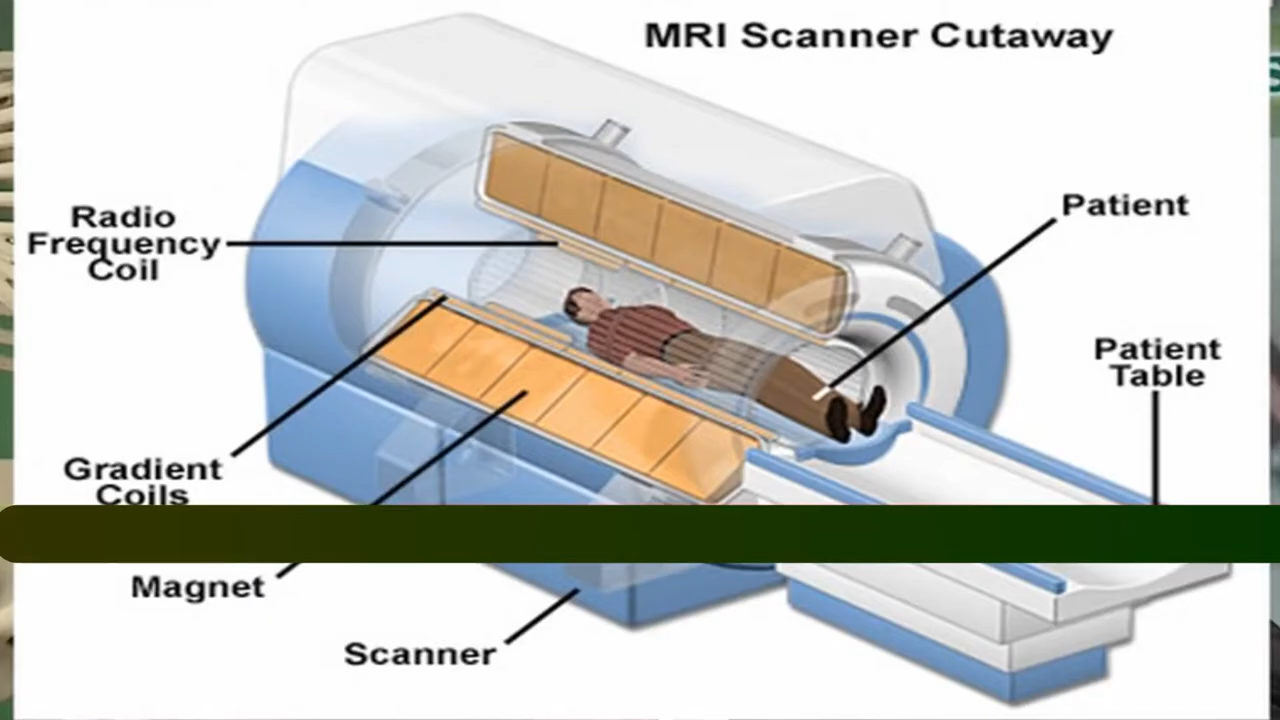 MRI Scanner Cutaway
Radio
Frequency
Coil
Patient
Patient
Table
Gradient
Coils
Magnet
Scanner